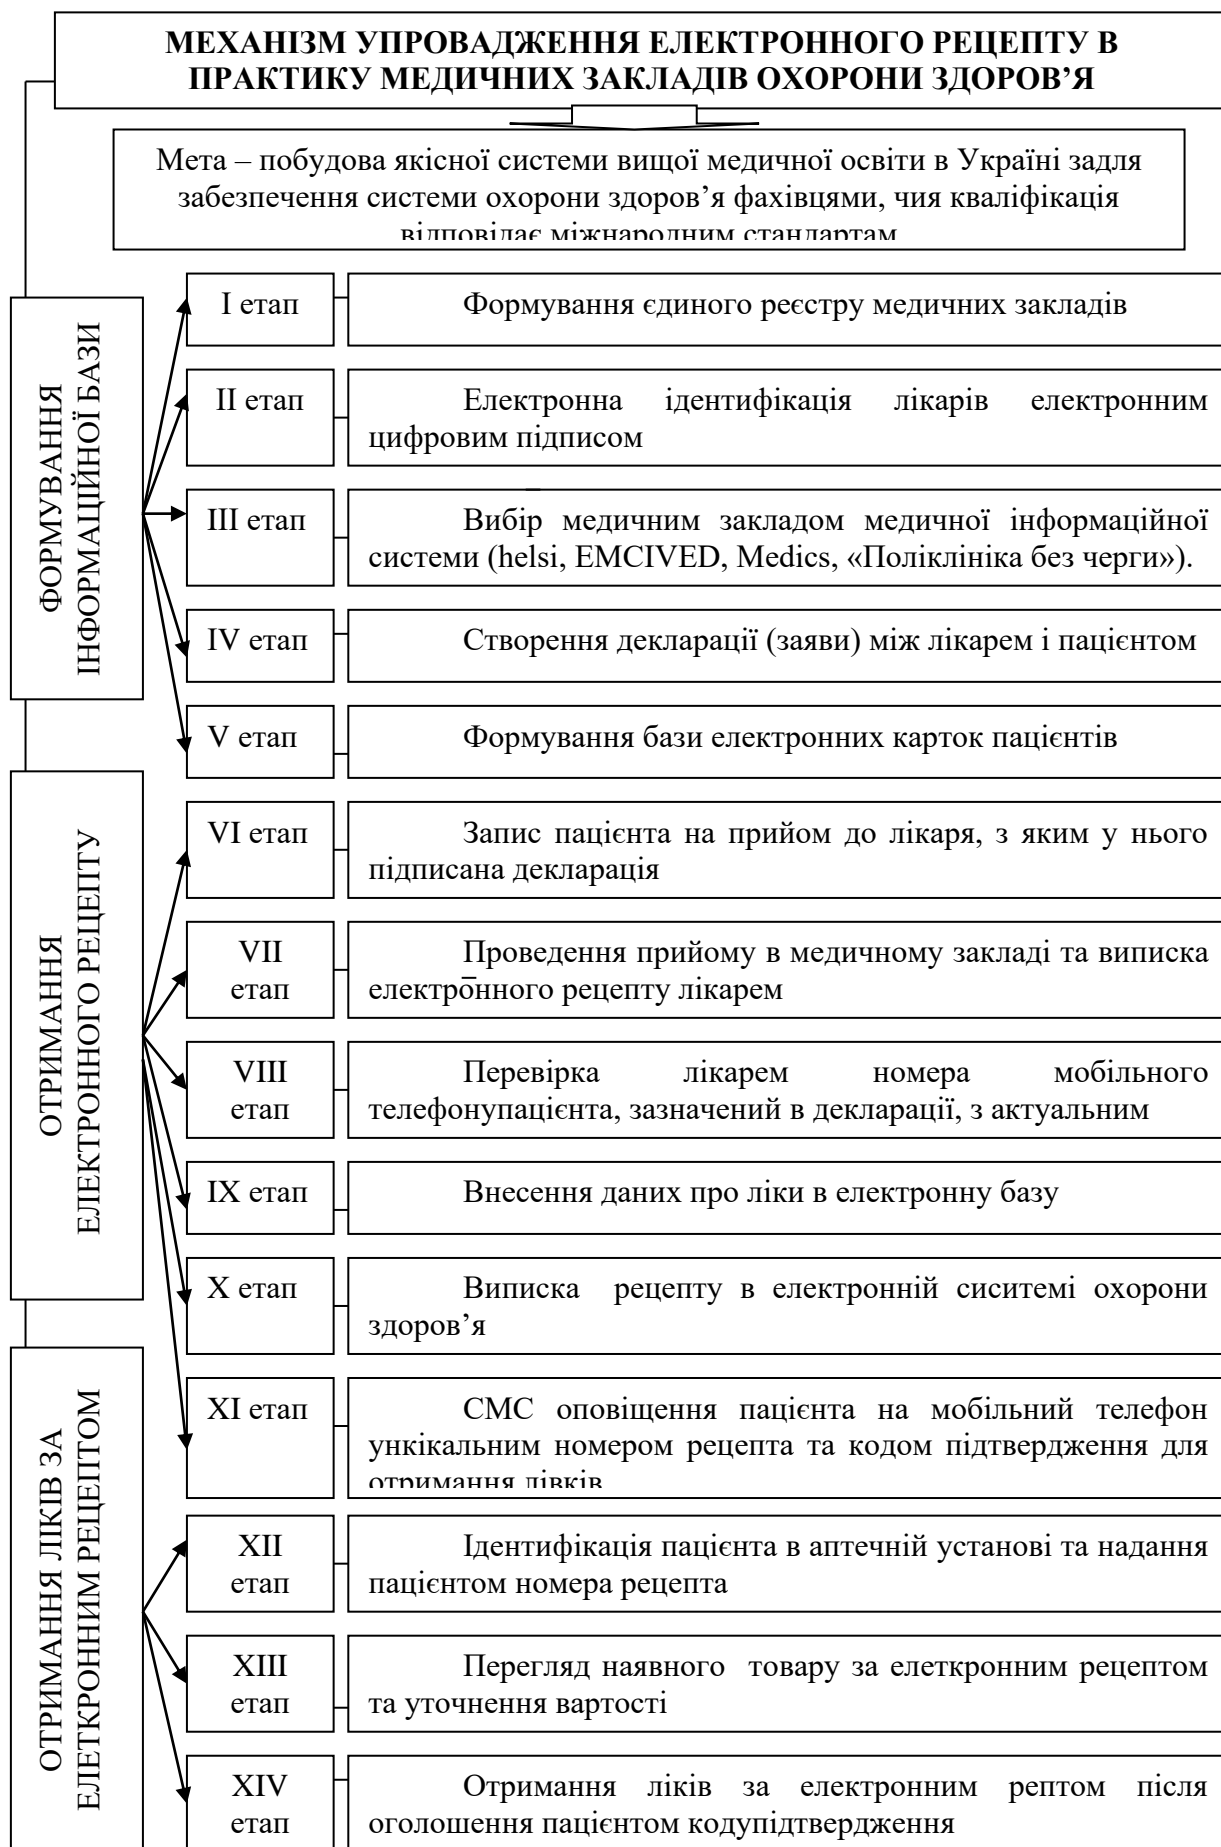 МЕХАНІЗМ УПРОВАДЖЕННЯ ЕЛЕКТРОННОГО РЕЦЕПТУ В
ПРАКТИКУ МЕДИЧНИХ ЗАКЛАДІВ ОХОРОНИ ЗДОРОВ’Я
Мета – побудова якісної системи вищої медичної освіти в Україні задля
забезпечення системи охорони здоров’я фахівцями, чия кваліфікація
відповідає міжнародним стандартам
ФОРМУВАННЯ
ІНФОРМАЦІЙНОЇ БАЗИ
І етап
Формування єдиного реєстру медичних закладів
ІІ етап
Електронна ідентифікація лікарів електронним
цифровим підписом
ІІІ етап
Вибір медичним закладом медичної інформаційної
системи (helsi, EMCIVED, Medics, «Поліклініка без черги»).
IV етап
Створення декларації (заяви) між лікарем і пацієнтом
V етап
Формування бази електронних карток пацієнтів
ОТРИМАННЯ
ЕЛЕКТРОННОГО РЕЦЕПТУ
VI етап
Запис пацієнта на прийом до лікаря, з яким у нього
підписана декларація
VII
етап
Проведення прийому в медичному закладі та виписка
електронного рецепту лікарем
VIII
етап
Перевірка лікарем номера мобільного
телефонупацієнта, зазначений в декларації, з актуальним
IX етап
Внесення даних про ліки в електронну базу
X етап
Виписка рецепту в електронній сиситемі охорони
здоров’я
XI етап
СМС оповіщення пацієнта на мобільний телефон
ункікальним номером рецепта та кодом підтвердження для
отримання лівків
ОТРИМАННЯ ЛІКІВ ЗА
ЕЛЕТКРОННИМ РЕЦЕПТОМ
XII
етап
Ідентифікація пацієнта в аптечній установі та надання
пацієнтом номера рецепта
XIII
етап
Перегляд наявного товару за елеткронним рецептом
та уточнення вартості
XIV
етап
Отримання ліків за електронним рептом після
оголошення пацієнтом кодупідтвердження